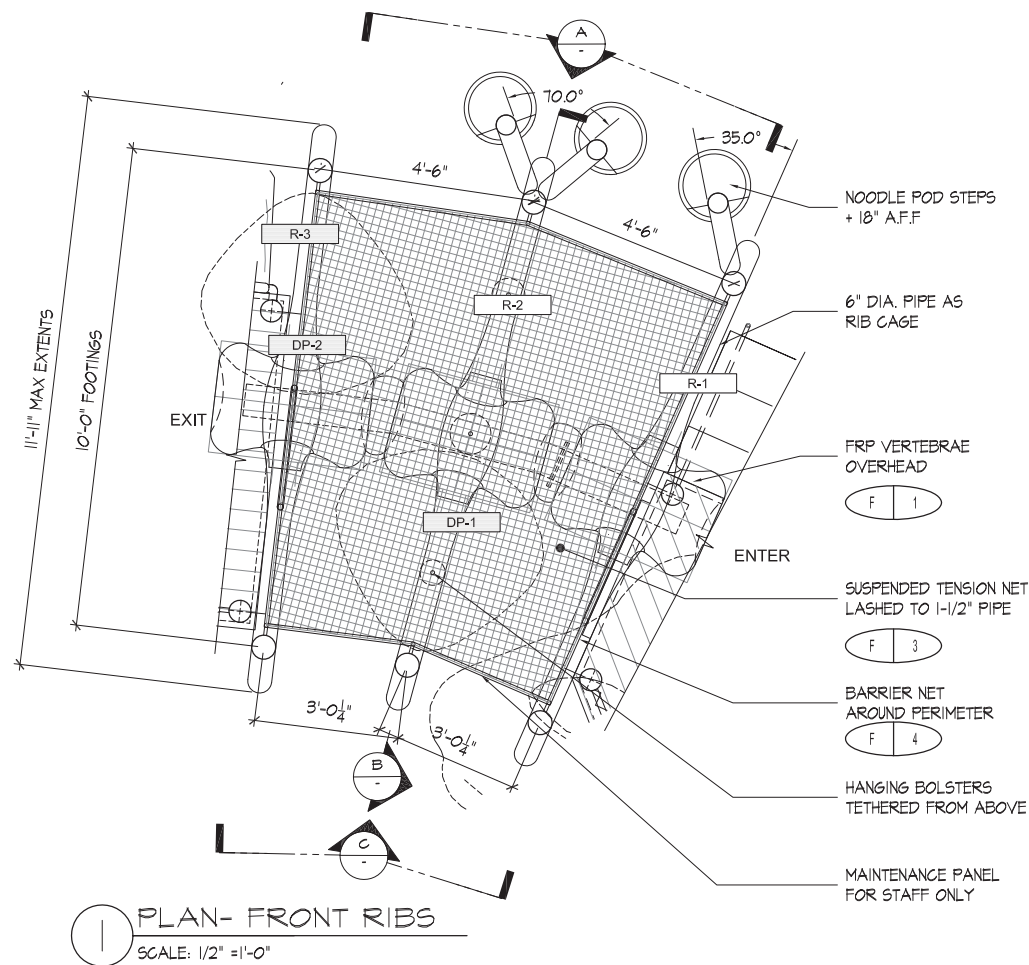 A
-
70.0°
35.0°
4'-6"
4'-6"
NOODLE POD STEPS
+ 18" A.F.F
R-3
R-2
6" DIA. PIPE AS
RIB CAGE
DP-2
R-1
11'-11" MAX EXTENTS
10'-0" FOOTINGS
EXIT
FRP VERTEBRAE
OVERHEAD
F 1
DP-1
ENTER
SUSPENDED TENSION NET
LASHED TO 1-1/2" PIPE
F 3
BARRIER NET
AROUND PERIMETER
F 4
3'-0¼"
3'-0¼"
B
-
HANGING BOLSTERS
TETHERED FROM ABOVE
C
-
MAINTENANCE PANEL
FOR STAFF ONLY
1
PLAN- FRONT RIBS
SCALE: 1/2" =1'-0"